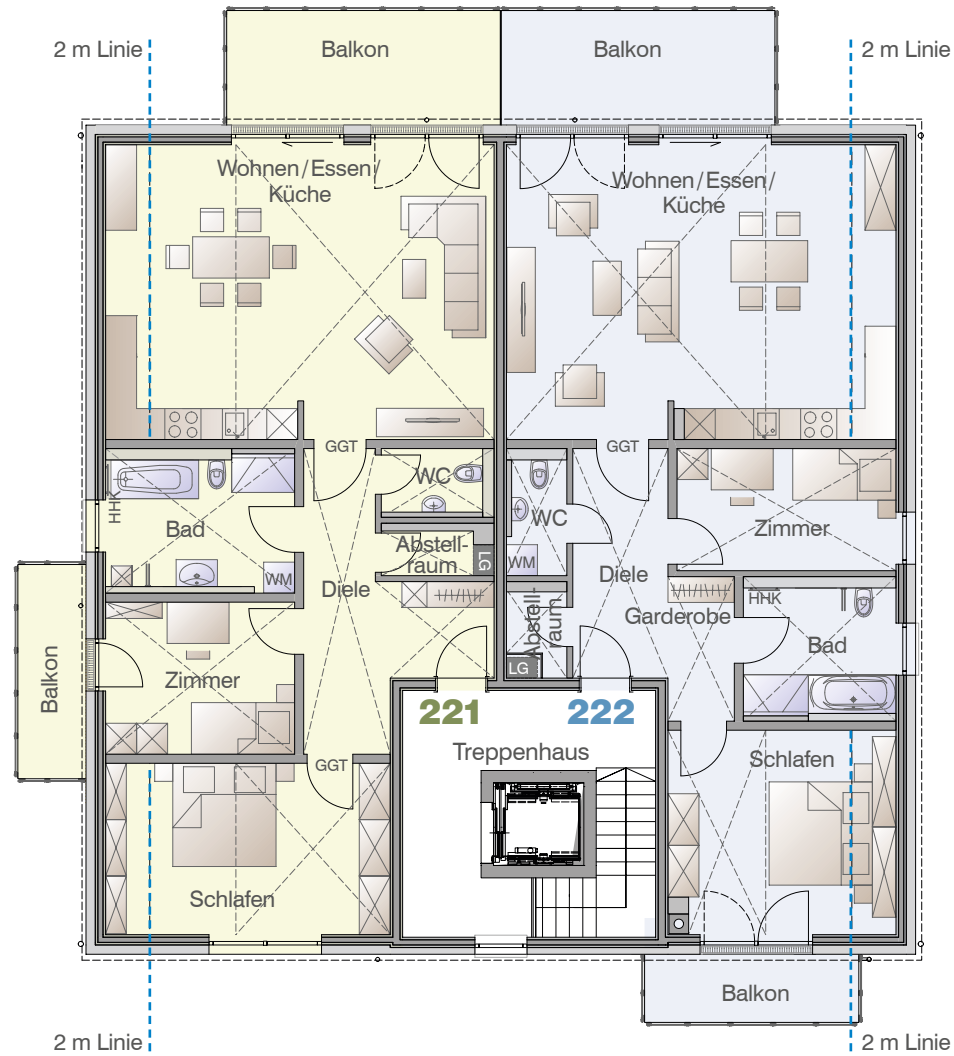 2 m Linie
Balkon
Balkon
2 m Linie
Wohnen/Essen/
Küche
Wohnen/Essen/
Küche
GGT
GGT
HHK
Bad
WC
WC
Zimmer
Abstell-
raum
LG
WM
WM
Diele
Diele
Abstell-
raum
LG
Garderobe
HHK
Bad
Balkon
Zimmer
221
222
Treppenhaus
GGT
Schlafen
Schlafen
Balkon
2 m Linie
2 m Linie